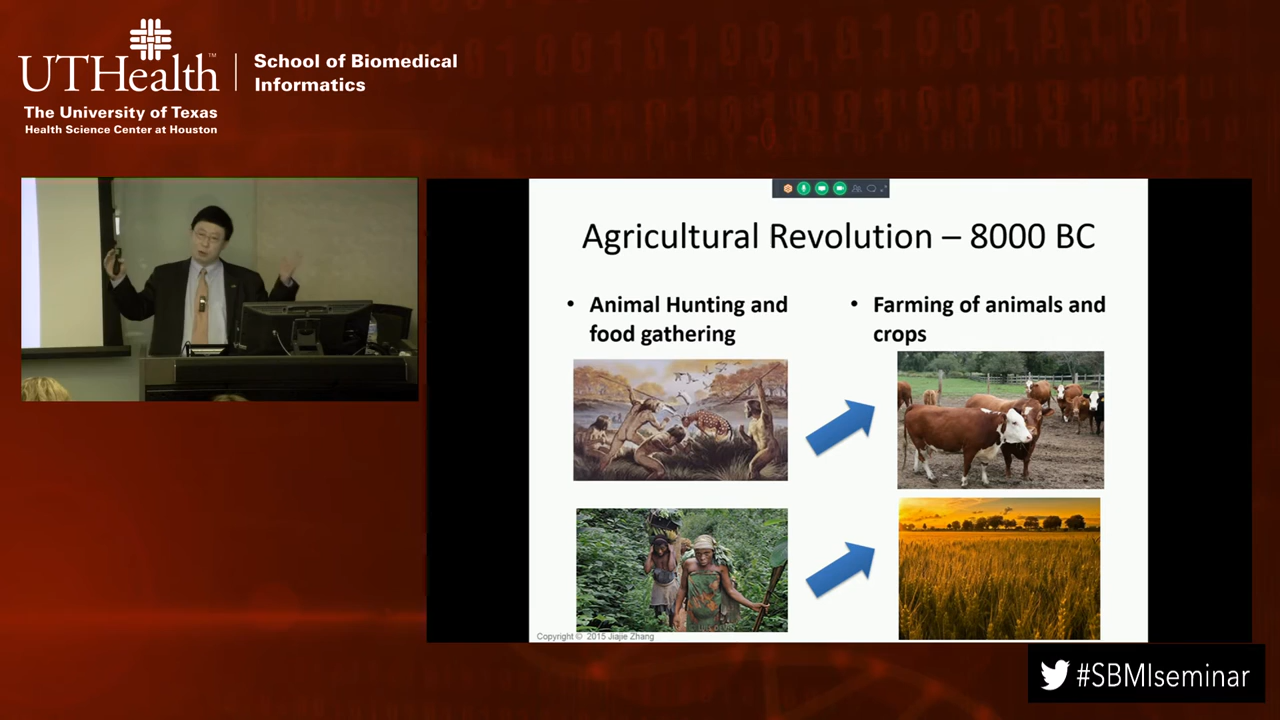 UTHealth™
School of Biomedical
Informatics
The University of Texas
Health Science Center at Houston
Agricultural Revolution – 8000 BC
• Animal Hunting and
food gathering
• Farming of animals and
crops
Copyright © 2015 Jiajie Zhang
#SBMIseminar